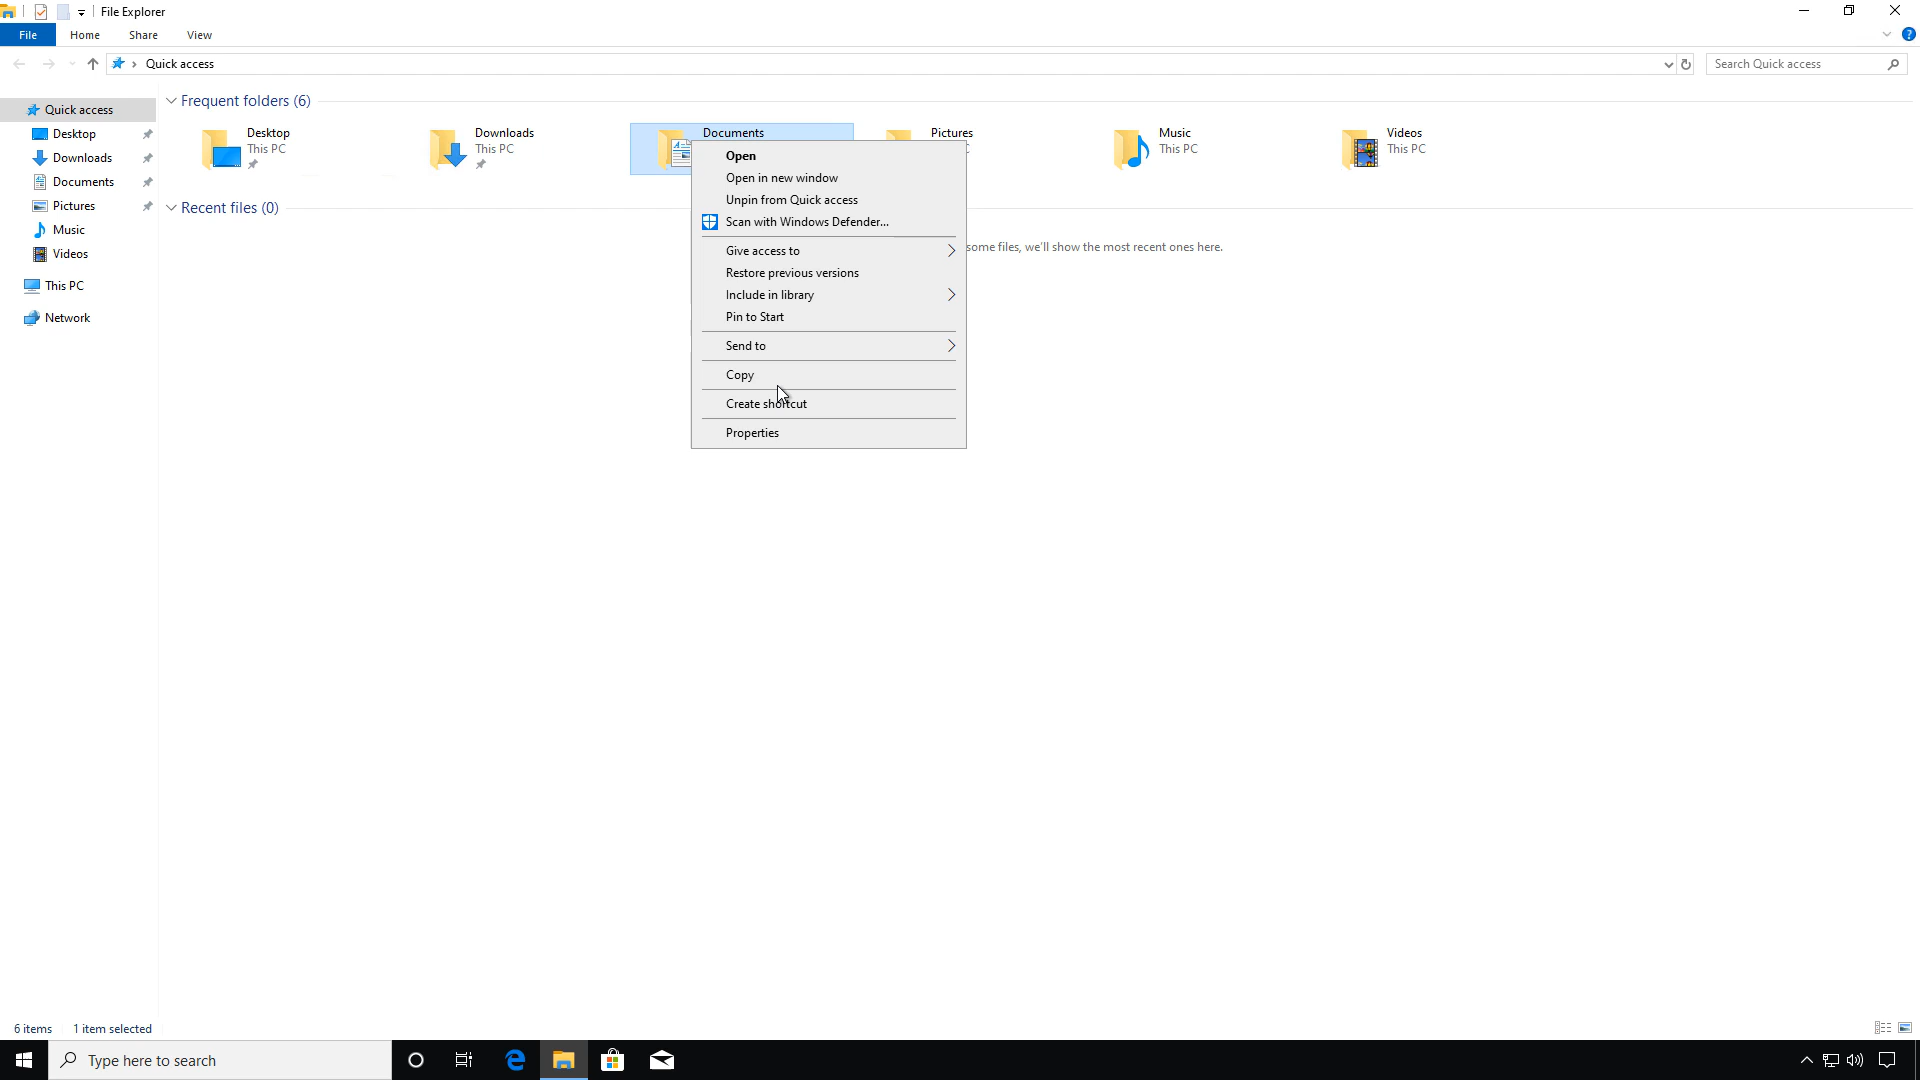 File Explorer
File Home Share View
Quick access
Search Quick access
Quick access
Desktop
Downloads
Documents
Pictures
Music
Videos
This PC
Network
Frequent folders (6)
Desktop
This PC
Downloads
This PC
Documents
Pictures
Music
This PC
Videos
This PC
Recent files (0)
some files, we'll show the most recent ones here.
Open
Open in new window
Unpin from Quick access
Scan with Windows Defender...
Give access to
Restore previous versions
Include in library
Pin to Start
Send to
Copy
Create shortcut
Properties
6 items 1 item selected
Type here to search